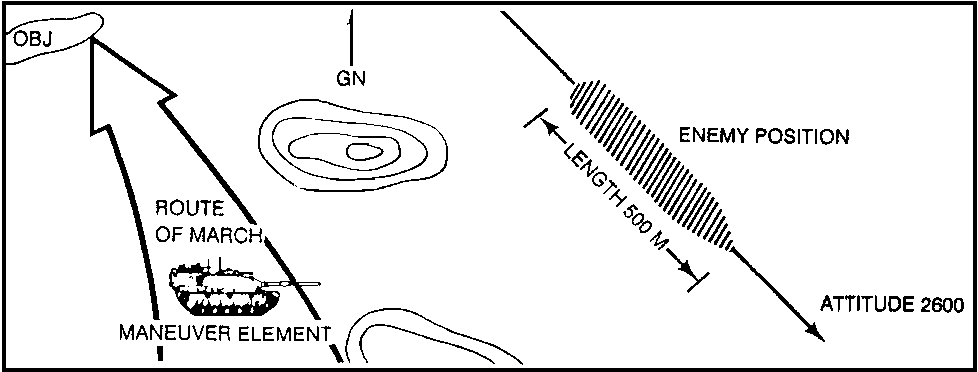 OBJ
GN
ENEMY POSITION
LENGTH 500 M
ROUTE
OF MARCH
MANEUVER ELEMENT
ATTITUDE 2600